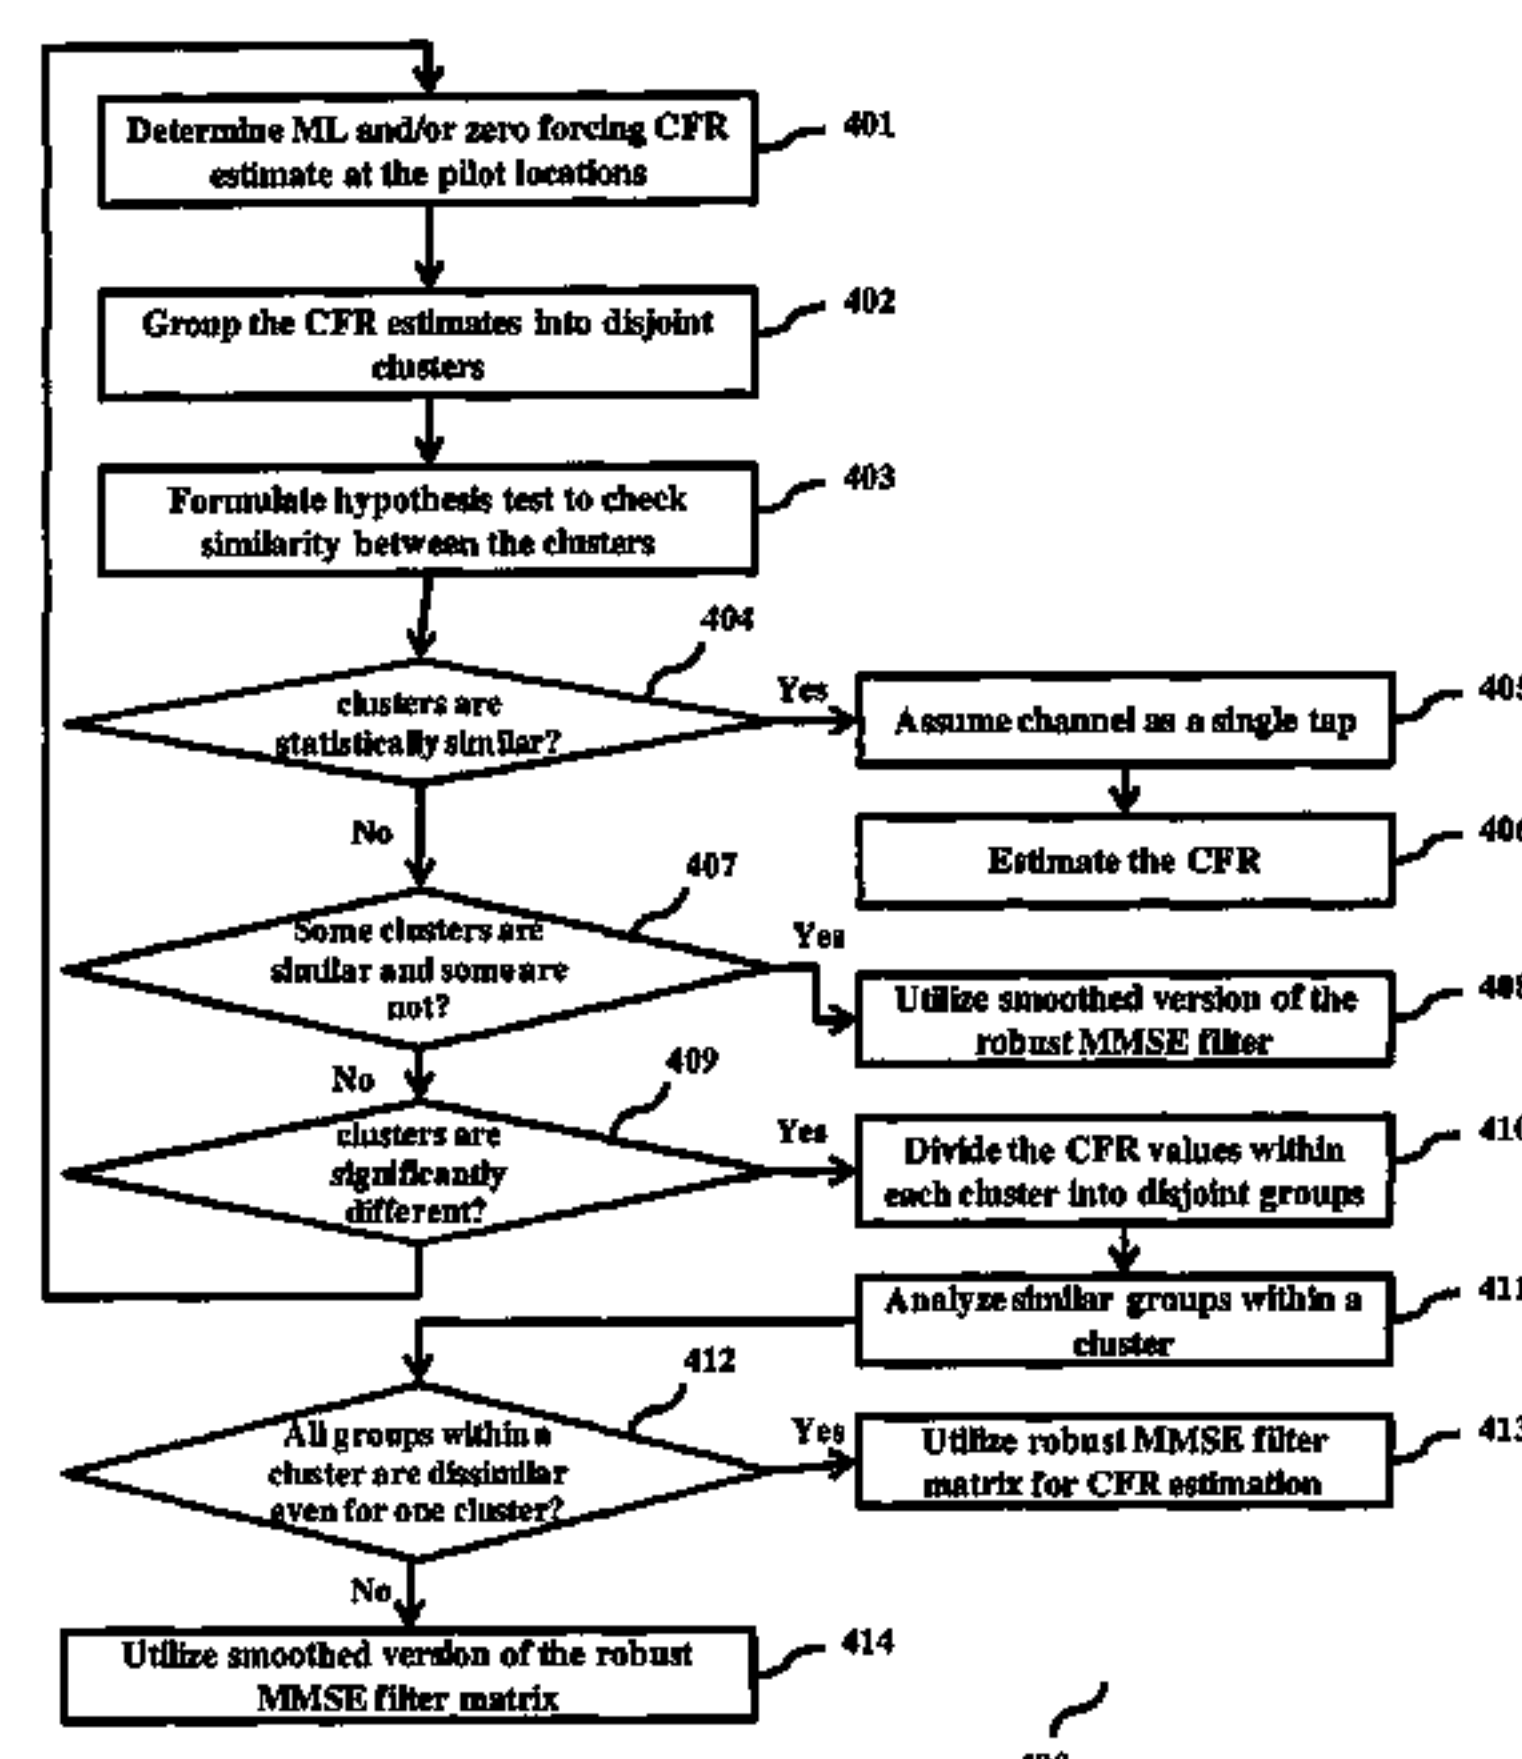 Determine ML and/or zero forcing CFR
estimate at the pilot locations
401
Group the CFR estimates into disjoint
clusters
402
Formulate hypothesis test to check
similarity between the clusters
403
404
clusters are
statistically similar?
Yes
Assume channel as a single tap
405
No
Estimate the CFR
406
407
Some clusters are
similar and some are
not?
Yes
Utilize smoothed version of the
robust MMSE filter
408
No
409
clusters are
significantly
different?
Yes
Divide the CFR values within
each cluster into disjoint groups
410
Analyze similar groups within a
cluster
411
412
All groups within a
cluster are dissimilar
even for one cluster?
Yes
Utilize robust MMSE filter
matrix for CFR estimation
413
No
Utilize smoothed version of the robust
MMSE filter matrix
414